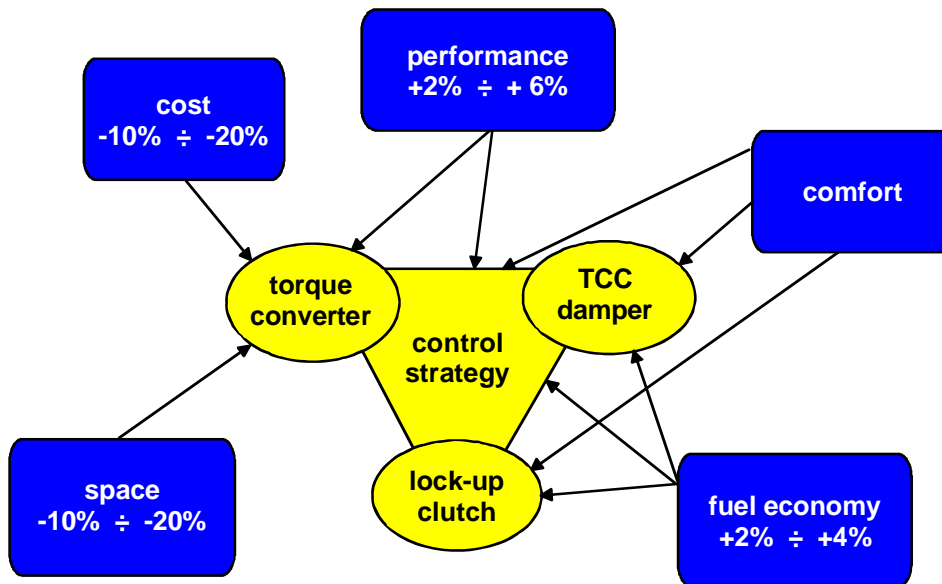 performance
+2% ÷ + 6%
cost
-10% ÷ -20%
comfort
torque
converter
TCC
damper
control
strategy
lock-up
clutch
space
-10% ÷ -20%
fuel economy
+2% ÷ +4%